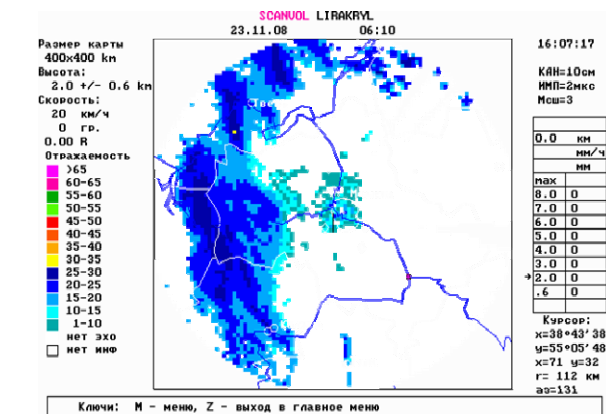 SCANVOL LIRAKRYL
23.11.08 06:10
Размер карты
400x400 km
Высота:
2.0 +/- 0.6 km
Скорость:
20 км/ч
0 гр.
0.00 R
Отражаемость
>65
60-65
55-60
50-55
45-50
40-45
35-40
30-35
25-30
20-25
15-20
10-15
1-10
нет эхо
нет инф
16:07:17
КАН=10см
ИМП=2мкс
Мсш=3
0.0 км
мм/ч
мм
max
8.0 0
7.0 0
6.0 0
5.0 0
4.0 0
3.0 0
2.0 0
.6 0
Курсор:
x=38°43'38
y=55°05'48
x=71 y=32
r= 112 км
аз=131
Ключи: М - меню, Z - выход в главное меню